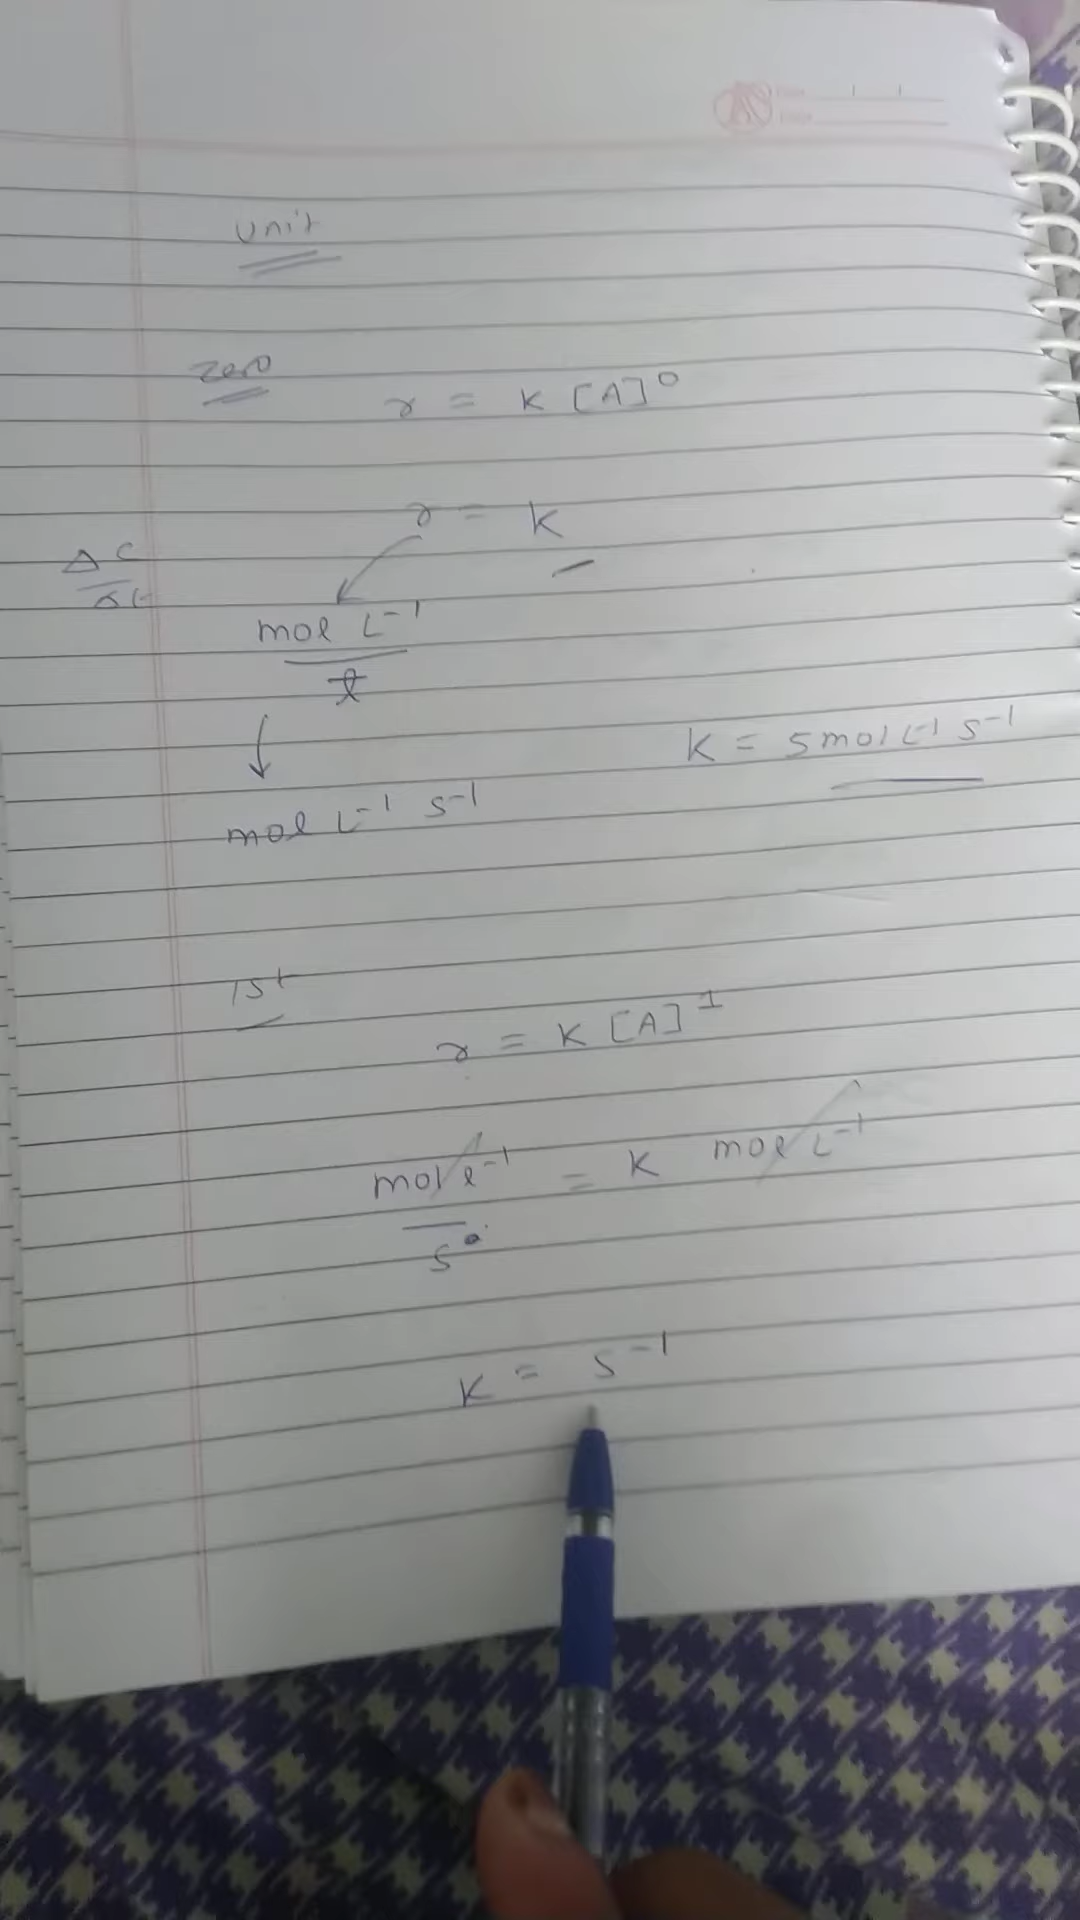 unit
zero
r = K [A]⁰
r = K
ΔC
mol L⁻¹
t
K = 5 mol L⁻¹ s⁻¹
mol L⁻¹ s⁻¹
1st
r = K [A]¹
mol l⁻¹ = K mol L⁻¹
s
K = s⁻¹